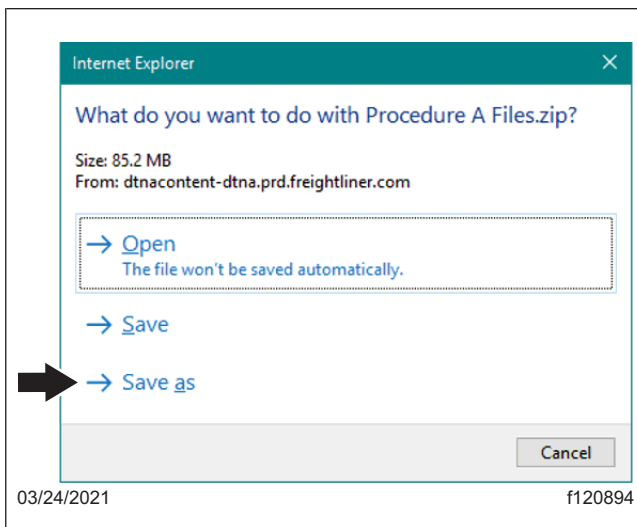 Internet Explorer
What do you want to do with Procedure A Files.zip?
Size: 85.2 MB
From: dtnacontent-dtna.prd.freightliner.com
Open
The file won't be saved automatically.
Save
Save as
Cancel
03/24/2021
f120894